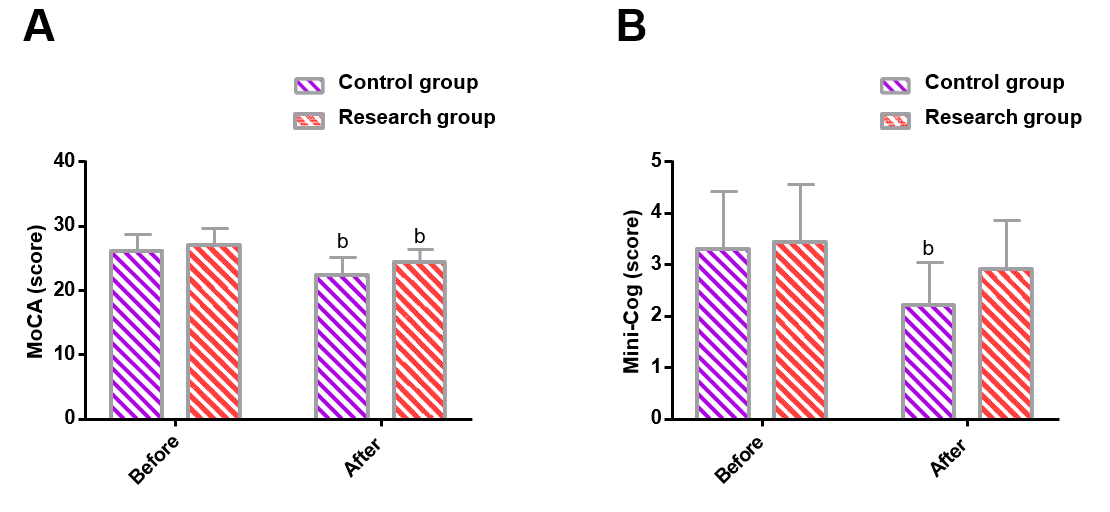 A
Control group
Research group
MoCA (score)
40
30
20
10
0
b
b
Before
After
B
Control group
Research group
Mini-Cog (score)
5
4
3
2
1
0
b
Before
After